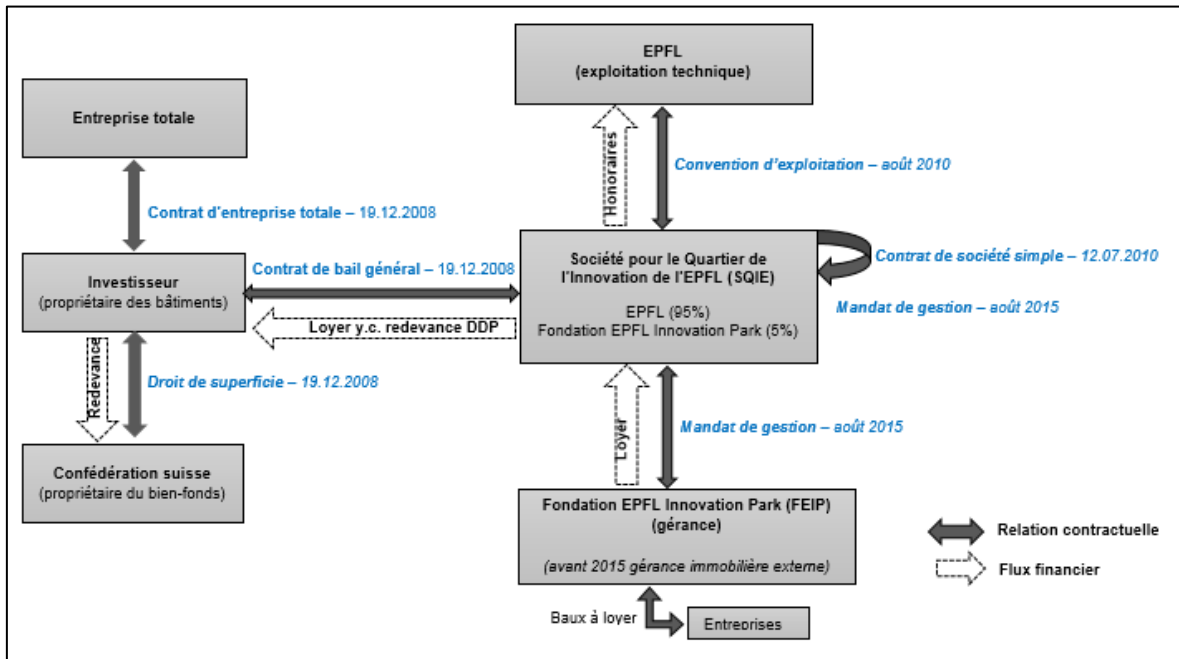 EPFL
(exploitation technique)
Entreprise totale
Honoraires
Convention d'exploitation – août 2010
Contrat d'entreprise totale – 19.12.2008
Investisseur
(propriétaire des bâtiments)
Contrat de bail général – 19.12.2008
Loyer y.c. redevance DDP
Société pour le Quartier de
l'Innovation de l'EPFL (SQIE)
EPFL (95%)
Fondation EPFL Innovation Park (5%)
Contrat de société simple – 12.07.2010
Mandat de gestion – août 2015
Redevance
Droit de superficie – 19.12.2008
Loyer
Mandat de gestion – août 2015
Confédération suisse
(propriétaire du bien-fonds)
Fondation EPFL Innovation Park (FEIP)
(gérance)
(avant 2015 gérance immobilière externe)
Relation contractuelle
Flux financier
Baux à loyer
Entreprises